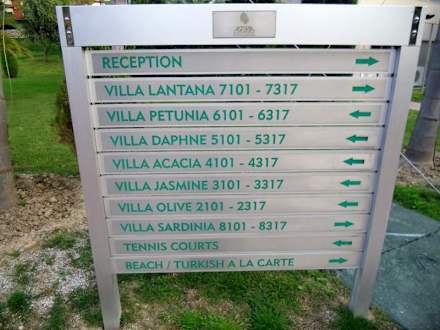 RECEPTION
VILLA LANTANA 7101 - 7317
VILLA PETUNIA 6101 - 6317
VILLA DAPHNE 5101 - 5317
VILLA ACACIA 4101 - 4317
VILLA JASMINE 3101 - 3317
VILLA OLIVE 2101 - 2317
VILLA SARDINIA 8101 - 8317
TENNIS COURTS
BEACH / TURKISH A LA CARTE